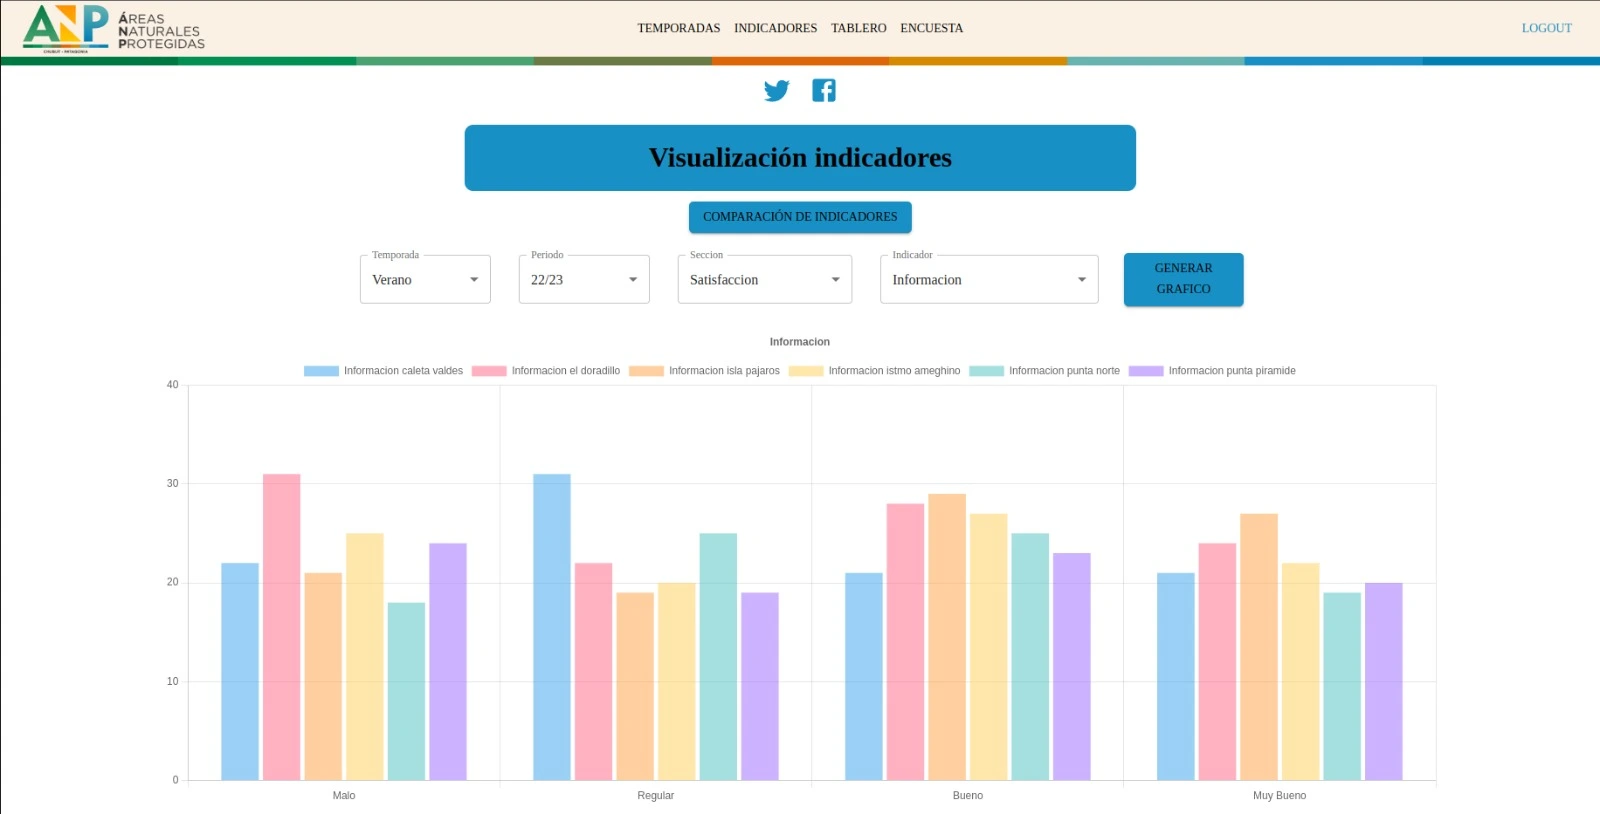 ANP
ÁREAS
NATURALES
PROTEGIDAS
CHUBUT - PATAGONIA
TEMPORADAS INDICADORES TABLERO ENCUESTA
LOGOUT
Visualización indicadores
COMPARACIÓN DE INDICADORES
Temporada Periodo Seccion Indicador
Verano 22/23 Satisfaccion Informacion
GENERAR
GRAFICO
Informacion
Informacion caleta valdes Informacion el doradillo Informacion isla pajaros Informacion istmo ameghino Informacion punta norte Informacion punta piramide
40
30
20
10
0
Malo Regular Bueno Muy Bueno